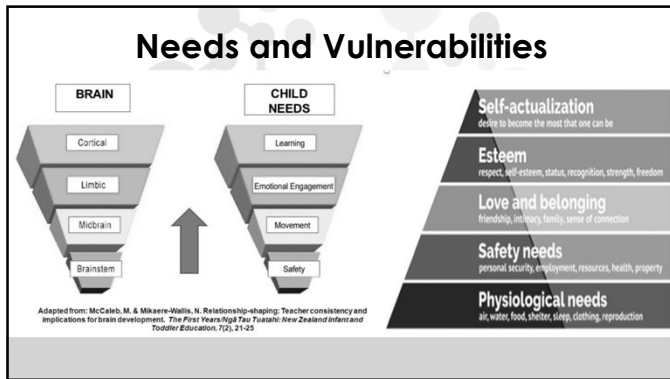 Needs and Vulnerabilities
BRAIN
Cortical
Limbic
Midbrain
Brainstem
CHILD
NEEDS
Learning
Emotional Engagement
Movement
Safety
Adapted from: McCaleb, M. & Mikaere-Wallis, N. Relationship-shaping: Teacher consistency and
implications for brain development. The First Years/Ngā Tau Tuatahi: New Zealand Infant and
Toddler Education, 7(2), 21-25
Self-actualization
desire to become the most that one can be
Esteem
respect, self-esteem, status, recognition, strength, freedom
Love and belonging
friendship, intimacy, family, sense of connection
Safety needs
personal security, employment, resources, health, property
Physiological needs
air, water, food, shelter, sleep, clothing, reproduction